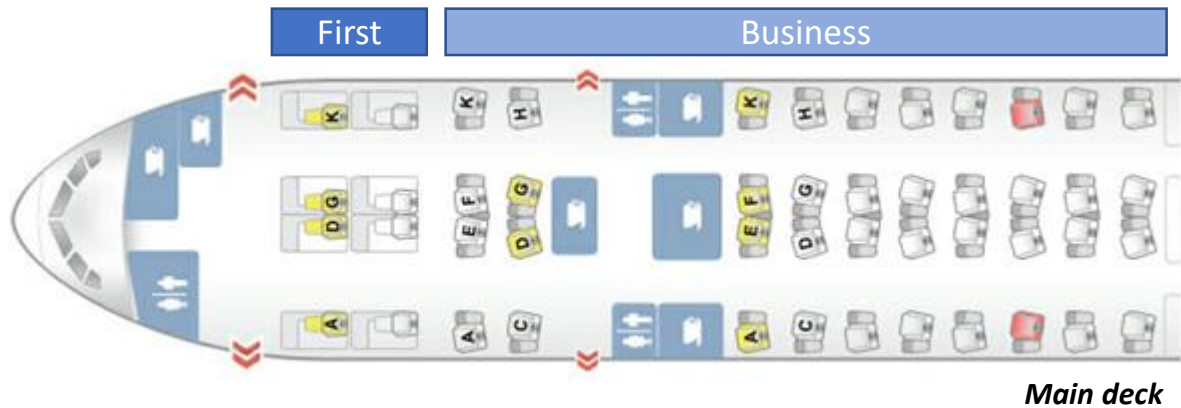 First Business
K K H K H
G F G F G
D E D E D
A A C A C
Main deck